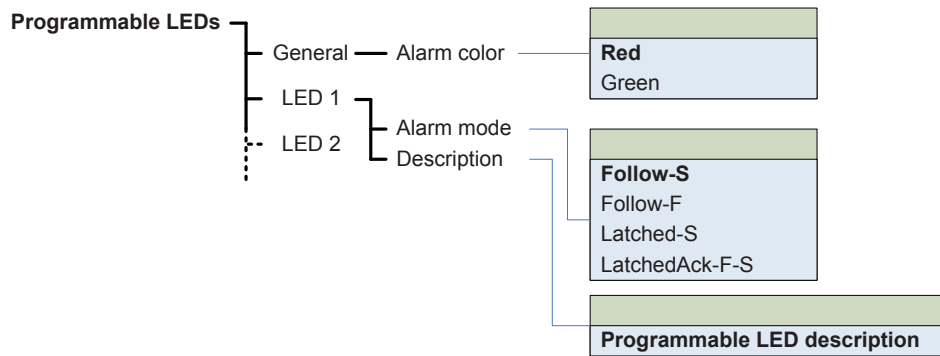 Programmable LEDs
General
Alarm color
Red
Green
LED 1
LED 2
Alarm mode
Description
Follow-S
Follow-F
Latched-S
LatchedAck-F-S
Programmable LED description